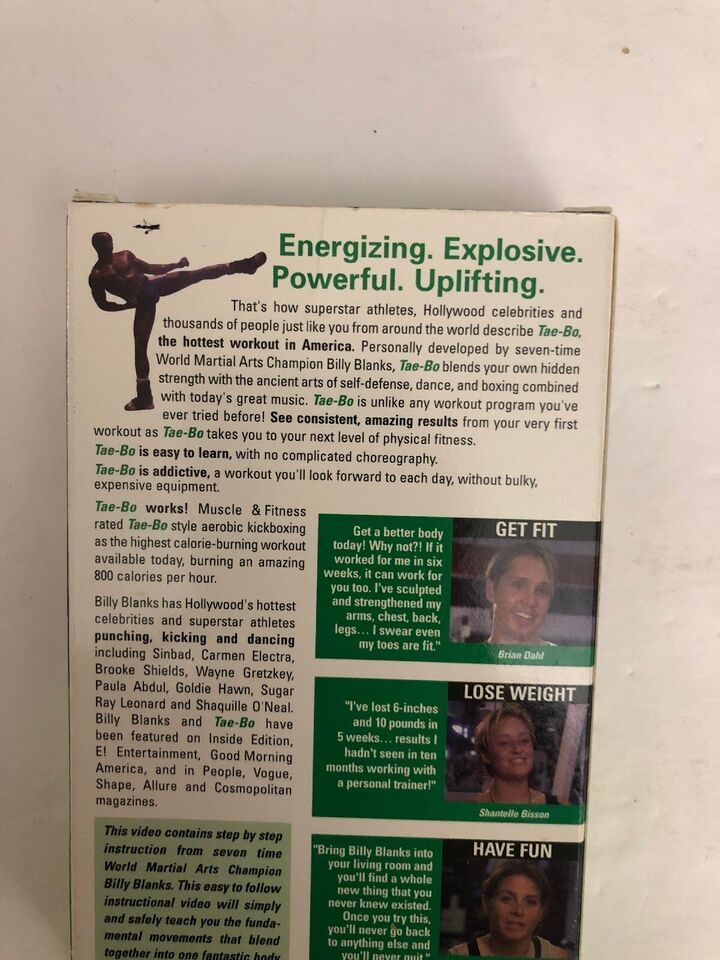 Energizing. Explosive.
Powerful. Uplifting.
That's how superstar athletes, Hollywood celebrities and
thousands of people just like you from around the world describe Tae-Bo,
the hottest workout in America. Personally developed by seven-time
World Martial Arts Champion Billy Blanks, Tae-Bo blends your own hidden
strength with the ancient arts of self-defense, dance, and boxing combined
with today's great music. Tae-Bo is unlike any workout program you've
ever tried before! See consistent, amazing results from your very first
workout as Tae-Bo takes you to your next level of physical fitness.
Tae-Bo is easy to learn, with no complicated choreography.
Tae-Bo is addictive, a workout you'll look forward to each day, without bulky,
expensive equipment.
Tae-Bo works! Muscle & Fitness
rated Tae-Bo style aerobic kickboxing
as the highest calorie-burning workout
available today, burning an amazing
800 calories per hour.
Billy Blanks has Hollywood's hottest
celebrities and superstar athletes
punching, kicking and dancing
including Sinbad, Carmen Electra,
Brooke Shields, Wayne Gretzkey,
Paula Abdul, Goldie Hawn, Sugar
Ray Leonard and Shaquille O'Neal.
Billy Blanks and Tae-Bo have
been featured on Inside Edition,
E! Entertainment, Good Morning
America, and in People, Vogue,
Shape, Allure and Cosmopolitan
magazines.
This video contains step by step
instruction from seven time
World Martial Arts Champion
Billy Blanks. This easy to follow
instructional video will simply
and safely teach you the funda-
mental movements that blend
together into one fantastic body
GET FIT
Get a better body
today! Why not?! If it
worked for me in six
weeks, it can work for
you too. I've sculpted
and strengthened my
arms, chest, back,
legs... I swear even
my toes are fit."
Brian Dahl
LOSE WEIGHT
"I've lost 6-inches
and 10 pounds in
5 weeks... results I
hadn't seen in ten
months working with
a personal trainer!"
Shantelle Bisson
HAVE FUN
"Bring Billy Blanks into
your living room and
you'll find a whole
new thing that you
never knew existed.
Once you try this,
you'll never go back
to anything else and
you'll never quit."